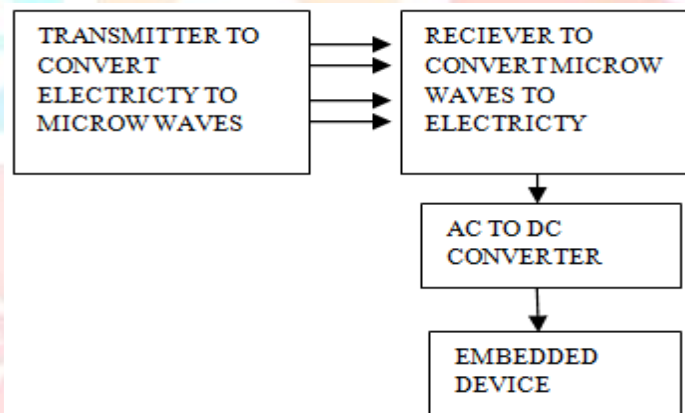 TRANSMITTER TO
CONVERT
ELECTRICTY TO
MICROW WAVES
RECIEVER TO
CONVERT MICROW
WAVES TO
ELECTRICTY
AC TO DC
CONVERTER
EMBEDDED
DEVICE